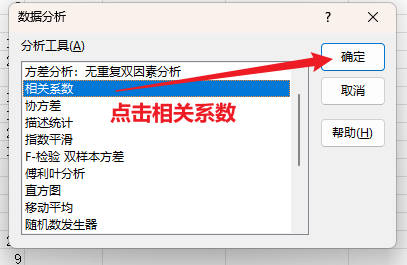 数据分析
分析工具(A)
方差分析：无重复双因素分析
相关系数
协方差
描述统计
指数平滑
F-检验 双样本方差
傅利叶分析
直方图
移动平均
随机数发生器
确定
取消
帮助(H)
点击相关系数
9